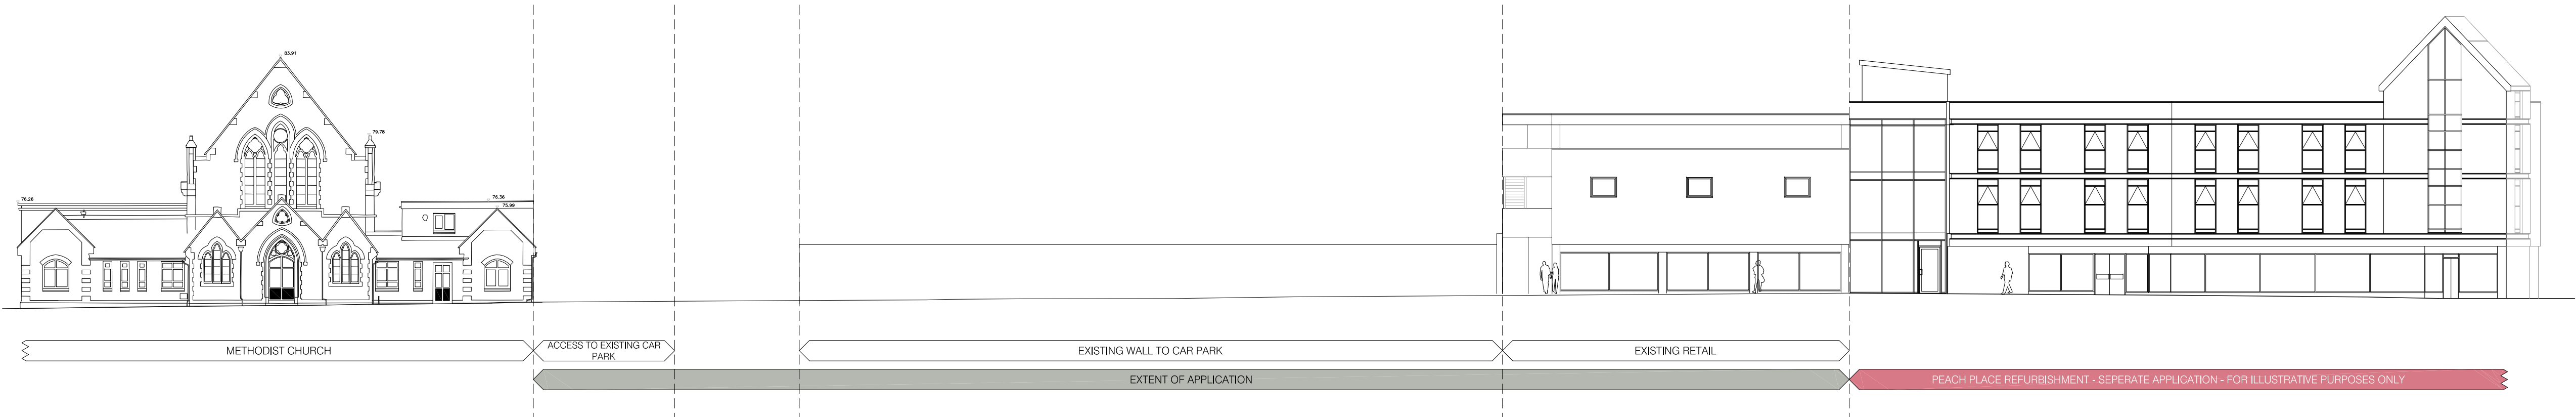 83.91
79.78
76.26
76.36
75.99
METHODIST CHURCH
ACCESS TO EXISTING CAR
PARK
EXISTING WALL TO CAR PARK
EXISTING RETAIL
EXTENT OF APPLICATION
PEACH PLACE REFURBISHMENT - SEPERATE APPLICATION - FOR ILLUSTRATIVE PURPOSES ONLY